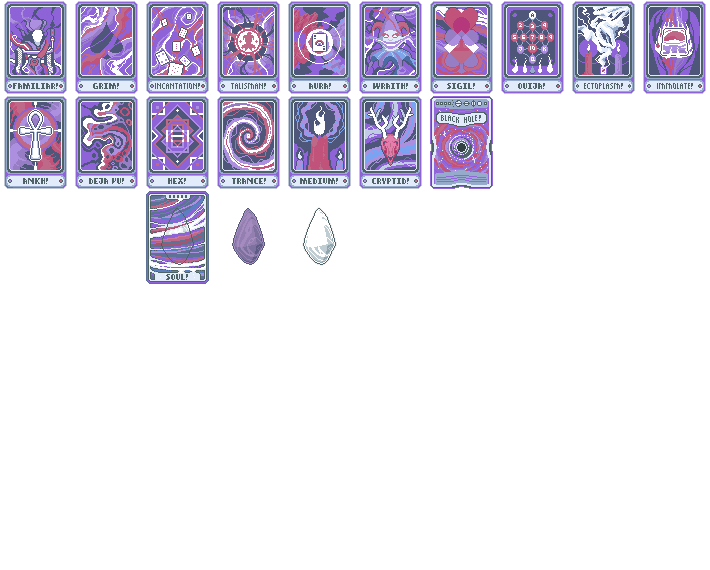 FAMILIAR!
GRIM!
INCANTATION!
TALISMAN!
AURA!
WRAITH!
SIGIL!
OUIJA!
ECTOPLASM!
IMMOLATE!
ANKH!
DEJA VU!
HEX!
TRANCE!
MEDIUM!
CRYPTID!
BLACK HOLE!
SOUL!